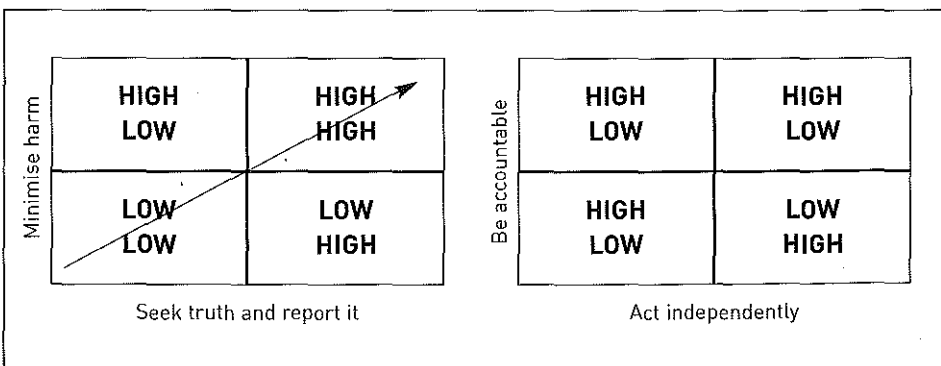 Minimise harm
HIGH
LOW
HIGH
HIGH
LOW
LOW
LOW
HIGH
Seek truth and report it
Be accountable
HIGH
LOW
HIGH
LOW
HIGH
LOW
LOW
HIGH
Act independently